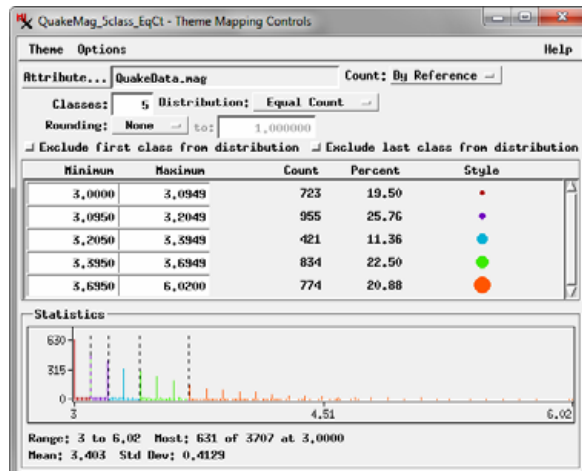 QuakeMag_5class_EqCt - Theme Mapping Controls
Theme Options Help
Attribute... QuakeData.mag Count: By Reference
Classes: 5 Distribution: Equal Count
Rounding: None to: 1.000000
Exclude first class from distribution Exclude last class from distribution
Minimum Maximum Count Percent Style
3.0000 3.0949 723 19.50
3.0950 3.2049 955 25.76
3.2050 3.3949 421 11.36
3.3950 3.6949 834 22.50
3.6950 6.0200 774 20.88
Statistics
630
315
0
3 4.51 6.02
Range: 3 to 6.02 Most: 631 of 3707 at 3.0000
Mean: 3.403 Std Dev: 0.4129